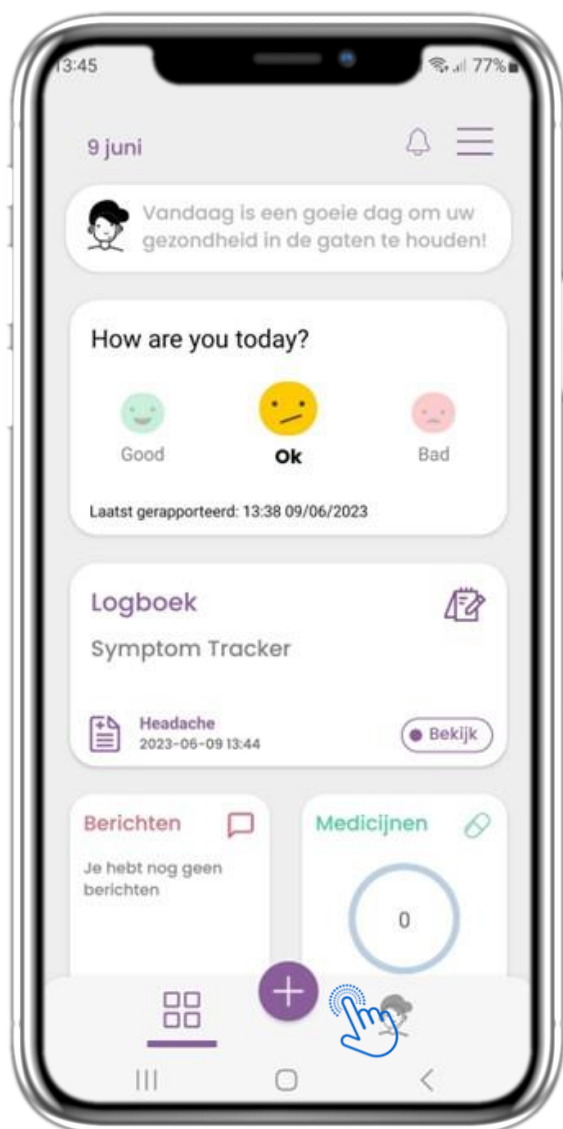 13:45
77%
9 juni
Vandaag is een goeie dag om uw
gezondheid in de gaten te houden!
How are you today?
Good
Ok
Bad
Laatst gerapporteerd: 13:38 09/06/2023
Logboek
Symptom Tracker
Headache
2023-06-09 13:44
Bekijk
Berichten
Je hebt nog geen
berichten
Medicijnen
0